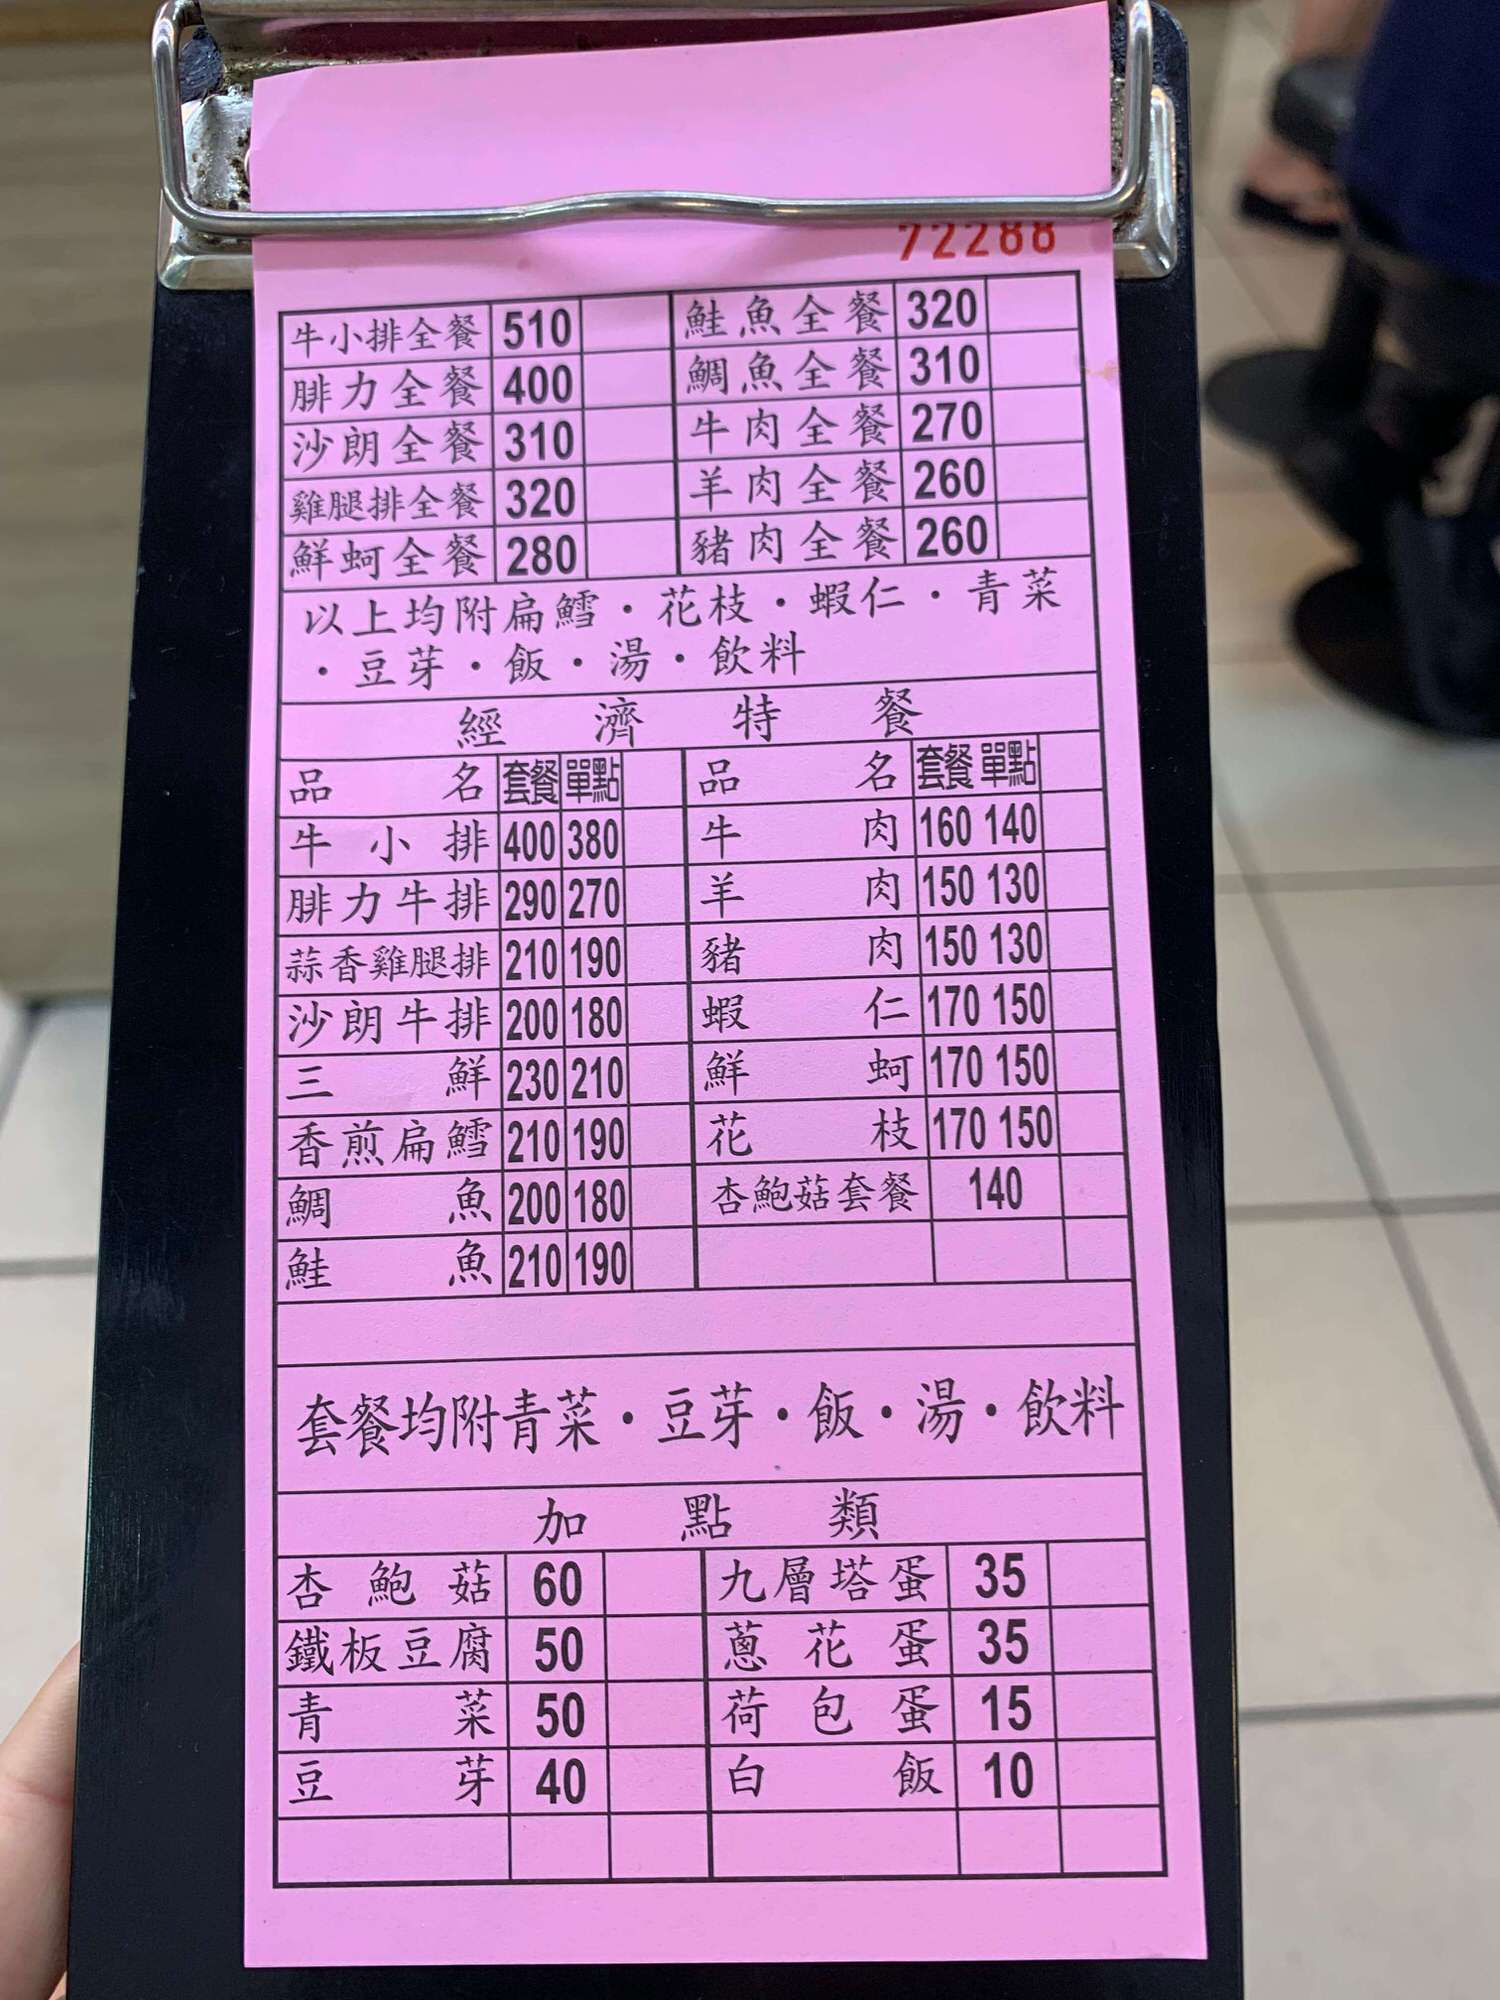 72288
牛小排全餐 510 鮭魚全餐 320
腓力全餐 400 鯛魚全餐 310
沙朗全餐 310 牛肉全餐 270
雞腿排全餐 320 羊肉全餐 260
鮮蚵全餐 280 豬肉全餐 260
以上均附扁鱈·花枝·蝦仁·青菜
·豆芽·飯·湯·飲料
經濟特餐
品名 套餐 單點 品名 套餐 單點
牛小排 400 380 牛肉 160 140
腓力牛排 290 270 羊肉 150 130
蒜香雞腿排 210 190 豬肉 150 130
沙朗牛排 200 180 蝦仁 170 150
三鮮 230 210 鮮蚵 170 150
香煎扁鱈 210 190 花枝 170 150
鯛魚 200 180 杏鮑菇套餐 140
鮭魚 210 190
套餐均附青菜·豆芽·飯·湯·飲料
加點類
杏鮑菇 60 九層塔蛋 35
鐵板豆腐 50 蔥花蛋 35
青菜 50 荷包蛋 15
豆芽 40 白飯 10